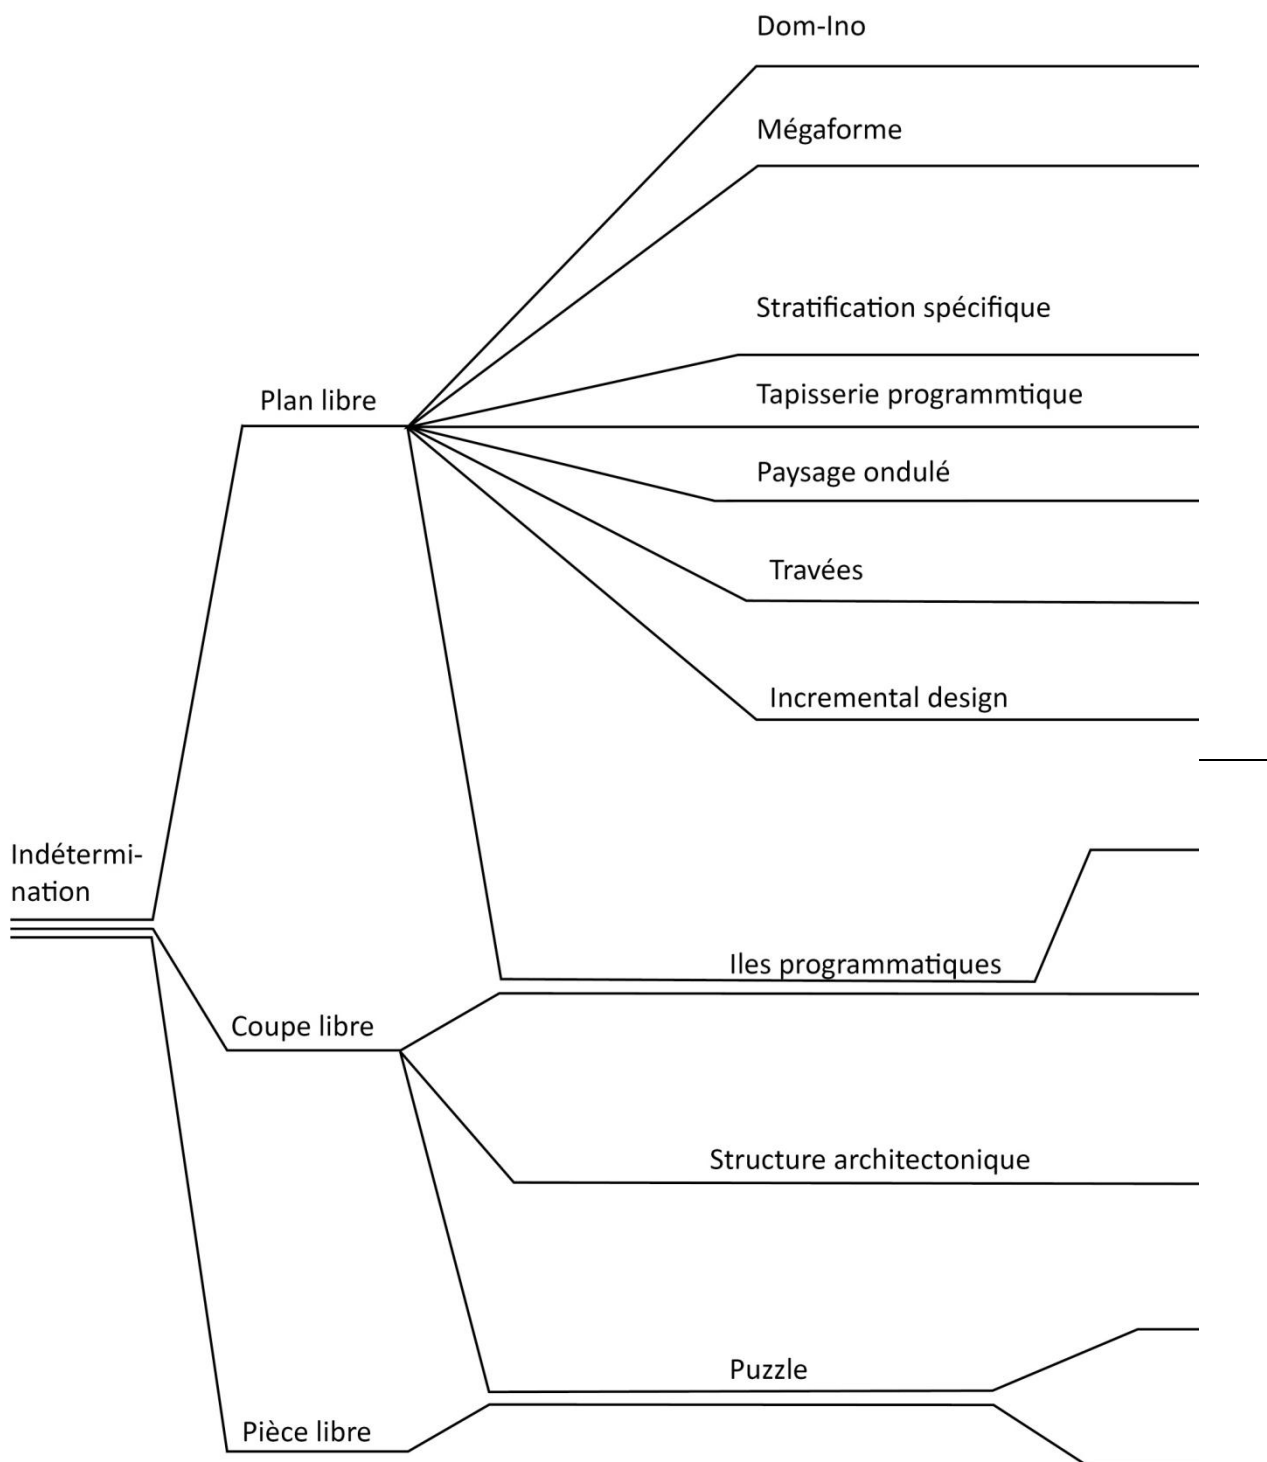 Dom-Ino
Mégaforme
Stratification spécifique
Plan libre
Tapisserie programmtique
Paysage ondulé
Travées
Incremental design
Indétermi-
nation
Iles programmatiques
Coupe libre
Structure architectonique
Puzzle
Pièce libre